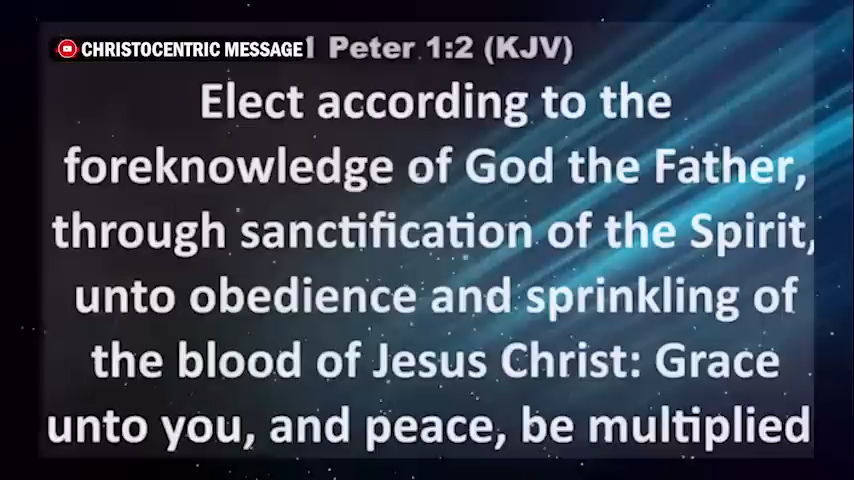 CHRISTOCENTRIC MESSAGE
1 Peter 1:2 (KJV)
Elect according to the
foreknowledge of God the Father,
through sanctification of the Spirit,
unto obedience and sprinkling of
the blood of Jesus Christ: Grace
unto you, and peace, be multiplied